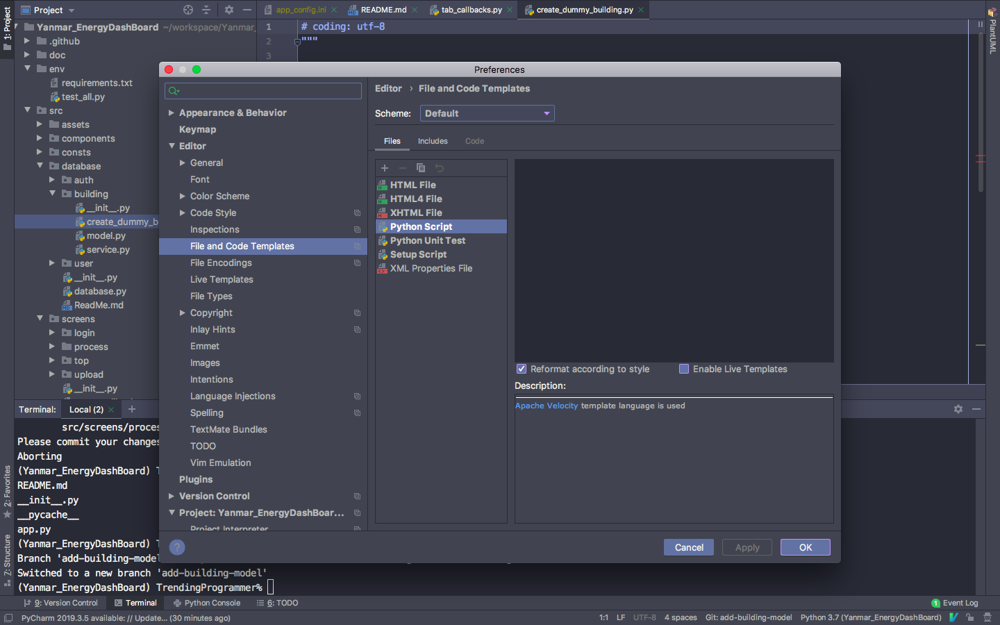 1: Project
Project
app_config.ini
README.md
tab_callbacks.py
create_dummy_building.py
PlantUML
Yanmar_EnergyDashBoard ~/workspace/Yanmar_
.github
doc
env
requirements.txt
test_all.py
src
assets
components
consts
database
auth
building
__init__.py
create_dummy_b
model.py
service.py
user
__init__.py
database.py
ReadMe.md
screens
login
process
top
upload
__init__.py
1
# coding: utf-8
2
"""
3
Preferences
Appearance & Behavior
Keymap
Editor
General
Font
Color Scheme
Code Style
Inspections
File and Code Templates
File Encodings
Live Templates
File Types
Copyright
Inlay Hints
Emmet
Images
Intentions
Language Injections
Spelling
TextMate Bundles
TODO
Vim Emulation
Plugins
Version Control
Project: Yanmar_EnergyDashBoar...
Project Interpreter
Editor › File and Code Templates
Scheme: Default
Files Includes Code
HTML File
HTML4 File
XHTML File
Python Script
Python Unit Test
Setup Script
XML Properties File
Reformat according to style
Enable Live Templates
Description:
Apache Velocity template language is used
?
Cancel
Apply
OK
Terminal: Local (2)
src/screens/proces
Please commit your changes
Aborting
(Yanmar_EnergyDashBoard) T
README.md
__init__.py
__pycache__
app.py
(Yanmar_EnergyDashBoard) T
Branch 'add-building-mode
Switched to a new branch 'add-building-model'
(Yanmar_EnergyDashBoard) TrendingProgrammer%
2: Favorites
Z: Structure
9: Version Control
Terminal
Python Console
6: TODO
1 Event Log
PyCharm 2019.3.5 available: // Update... (30 minutes ago)
1:1 LF UTF-8 4 spaces Git: add-building-model Python 3.7 (Yanmar_EnergyDashBoard)